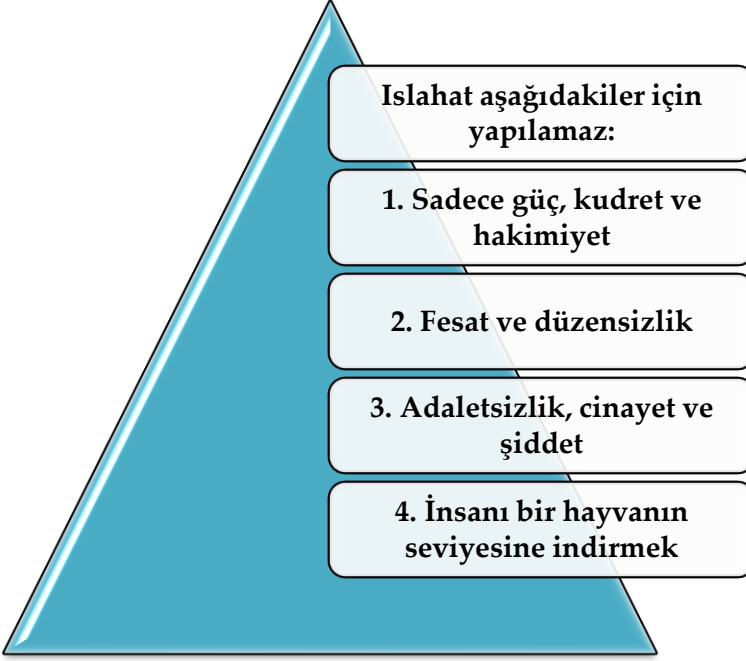 Islahat aşağıdakiler için
yapılamaz:
1. Sadece güç, kudret ve
hakimiyet
2. Fesat ve düzensizlik
3. Adaletsizlik, cinayet ve
şiddet
4. İnsanı bir hayvanın
seviyesine indirmek